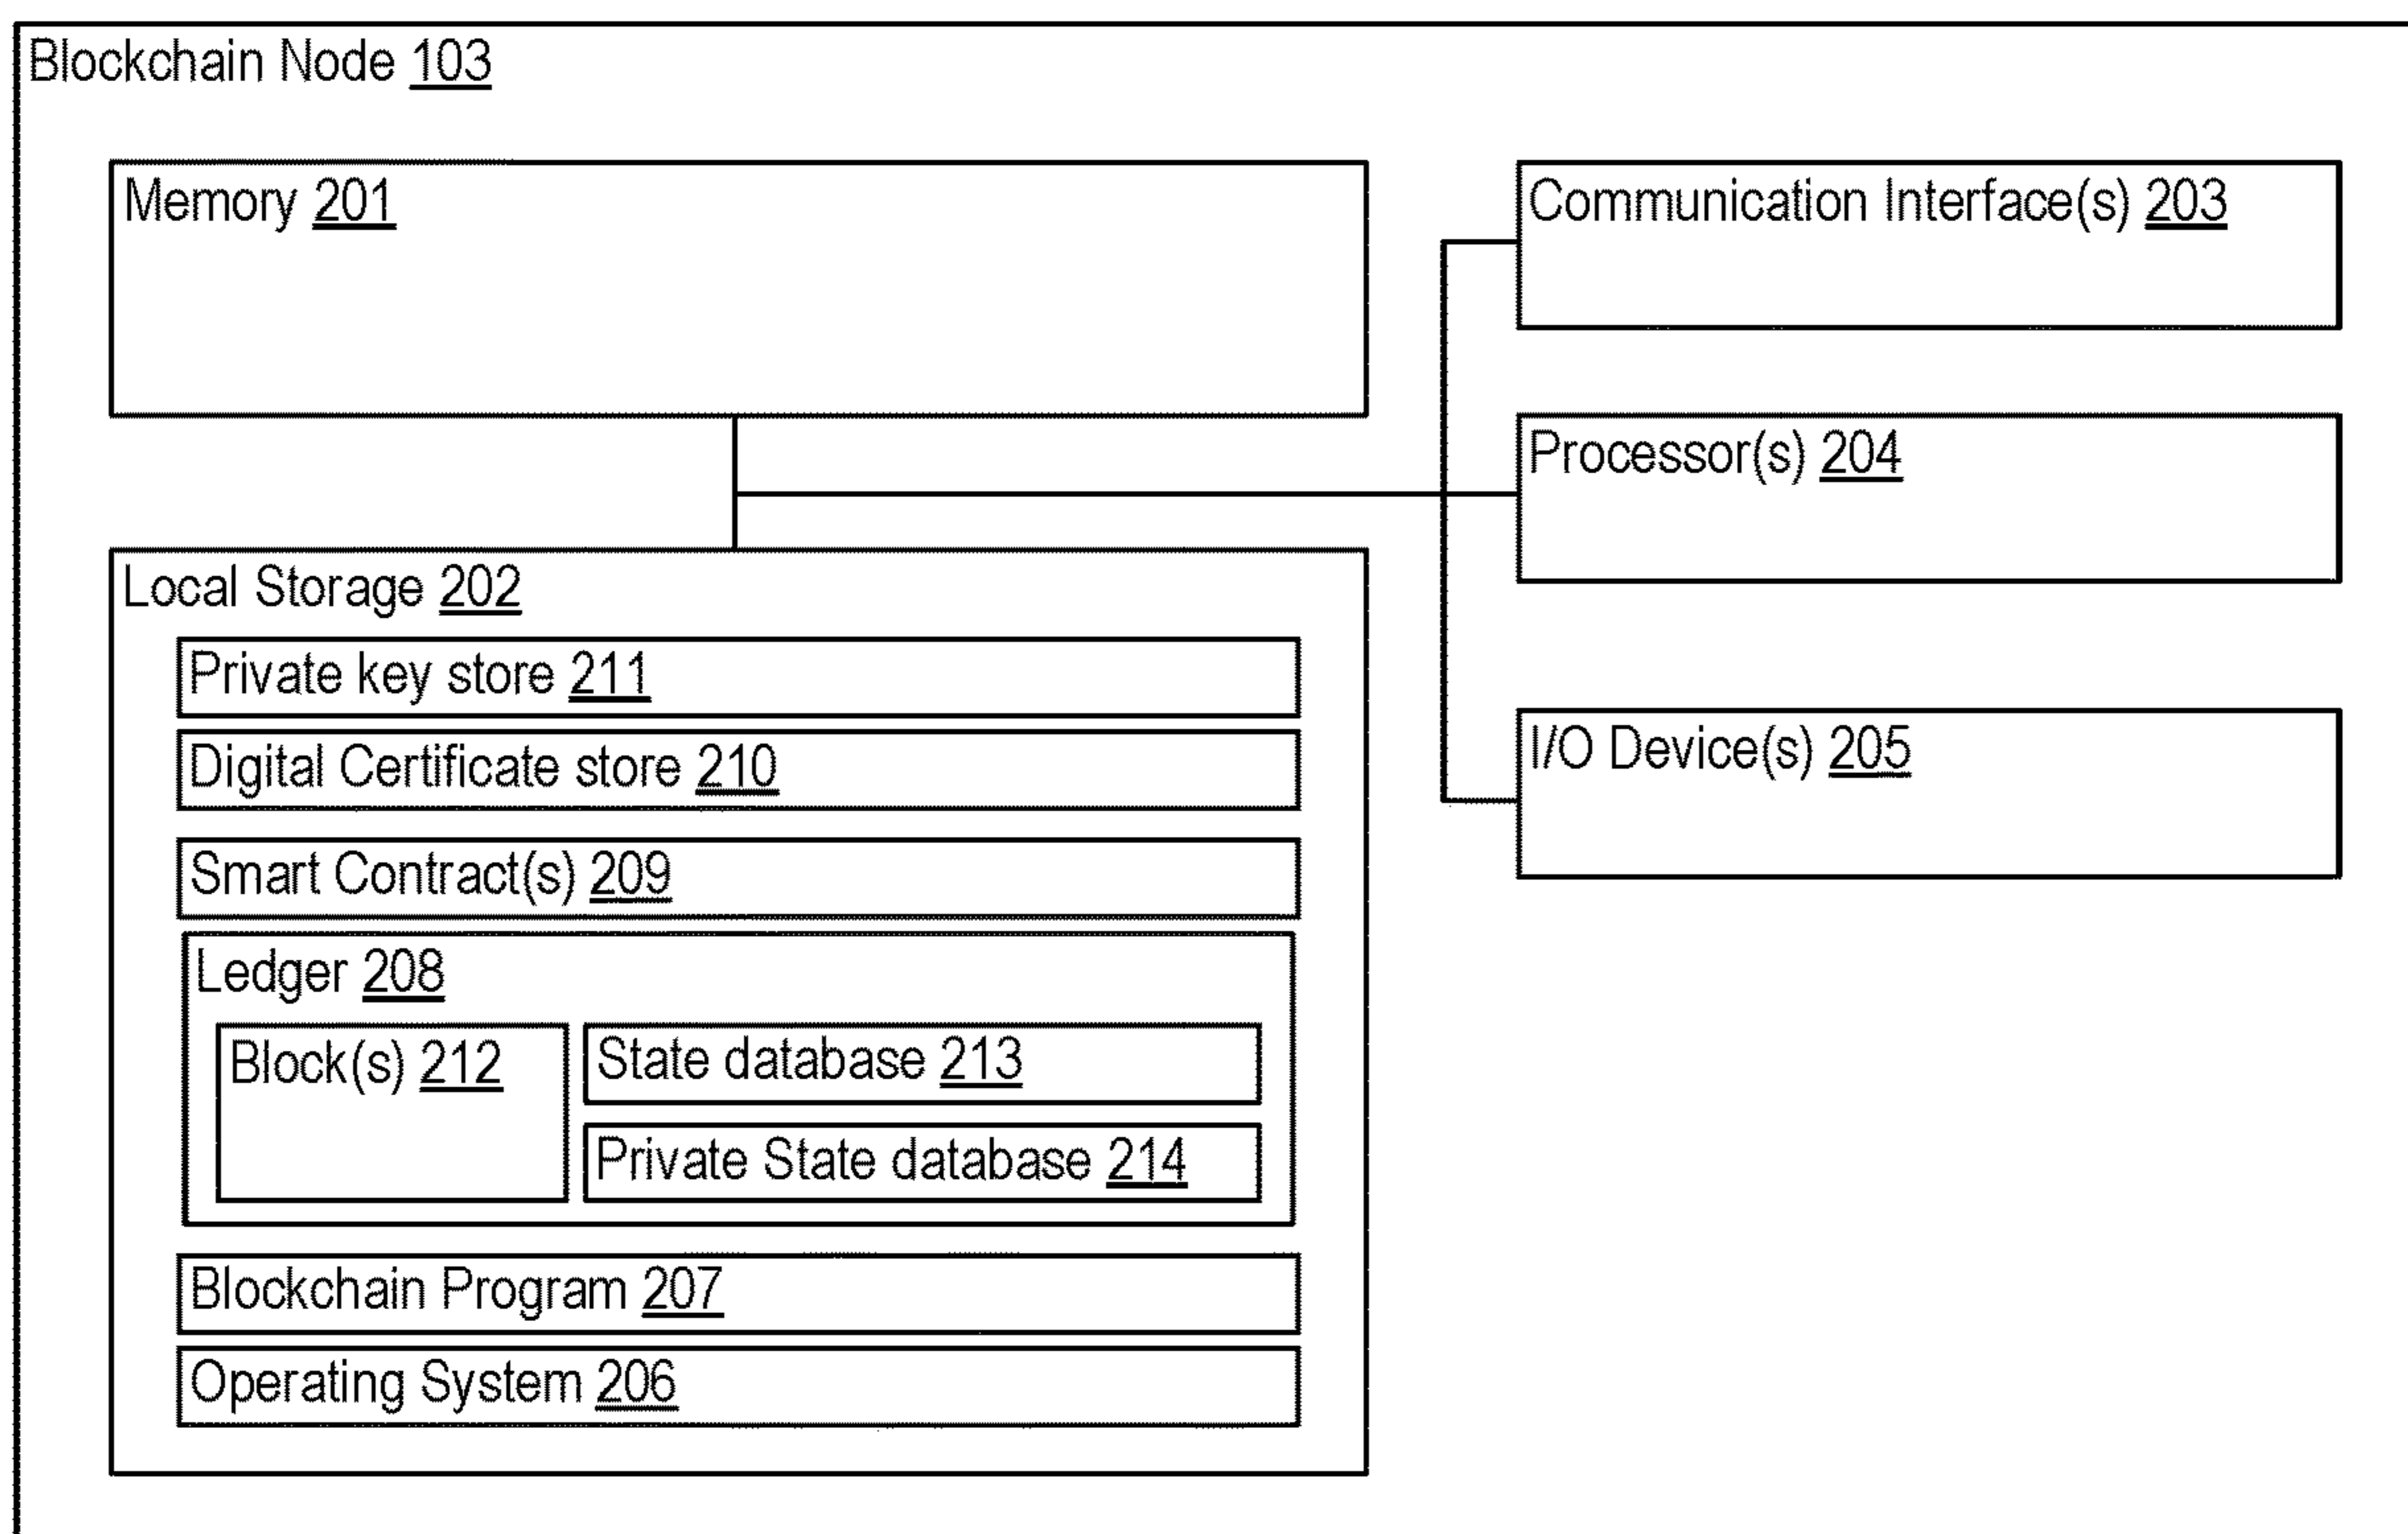 Blockchain Node 103
Memory 201
Communication Interface(s) 203
Processor(s) 204
I/O Device(s) 205
Local Storage 202
Private key store 211
Digital Certificate store 210
Smart Contract(s) 209
Ledger 208
Block(s) 212
State database 213
Private State database 214
Blockchain Program 207
Operating System 206